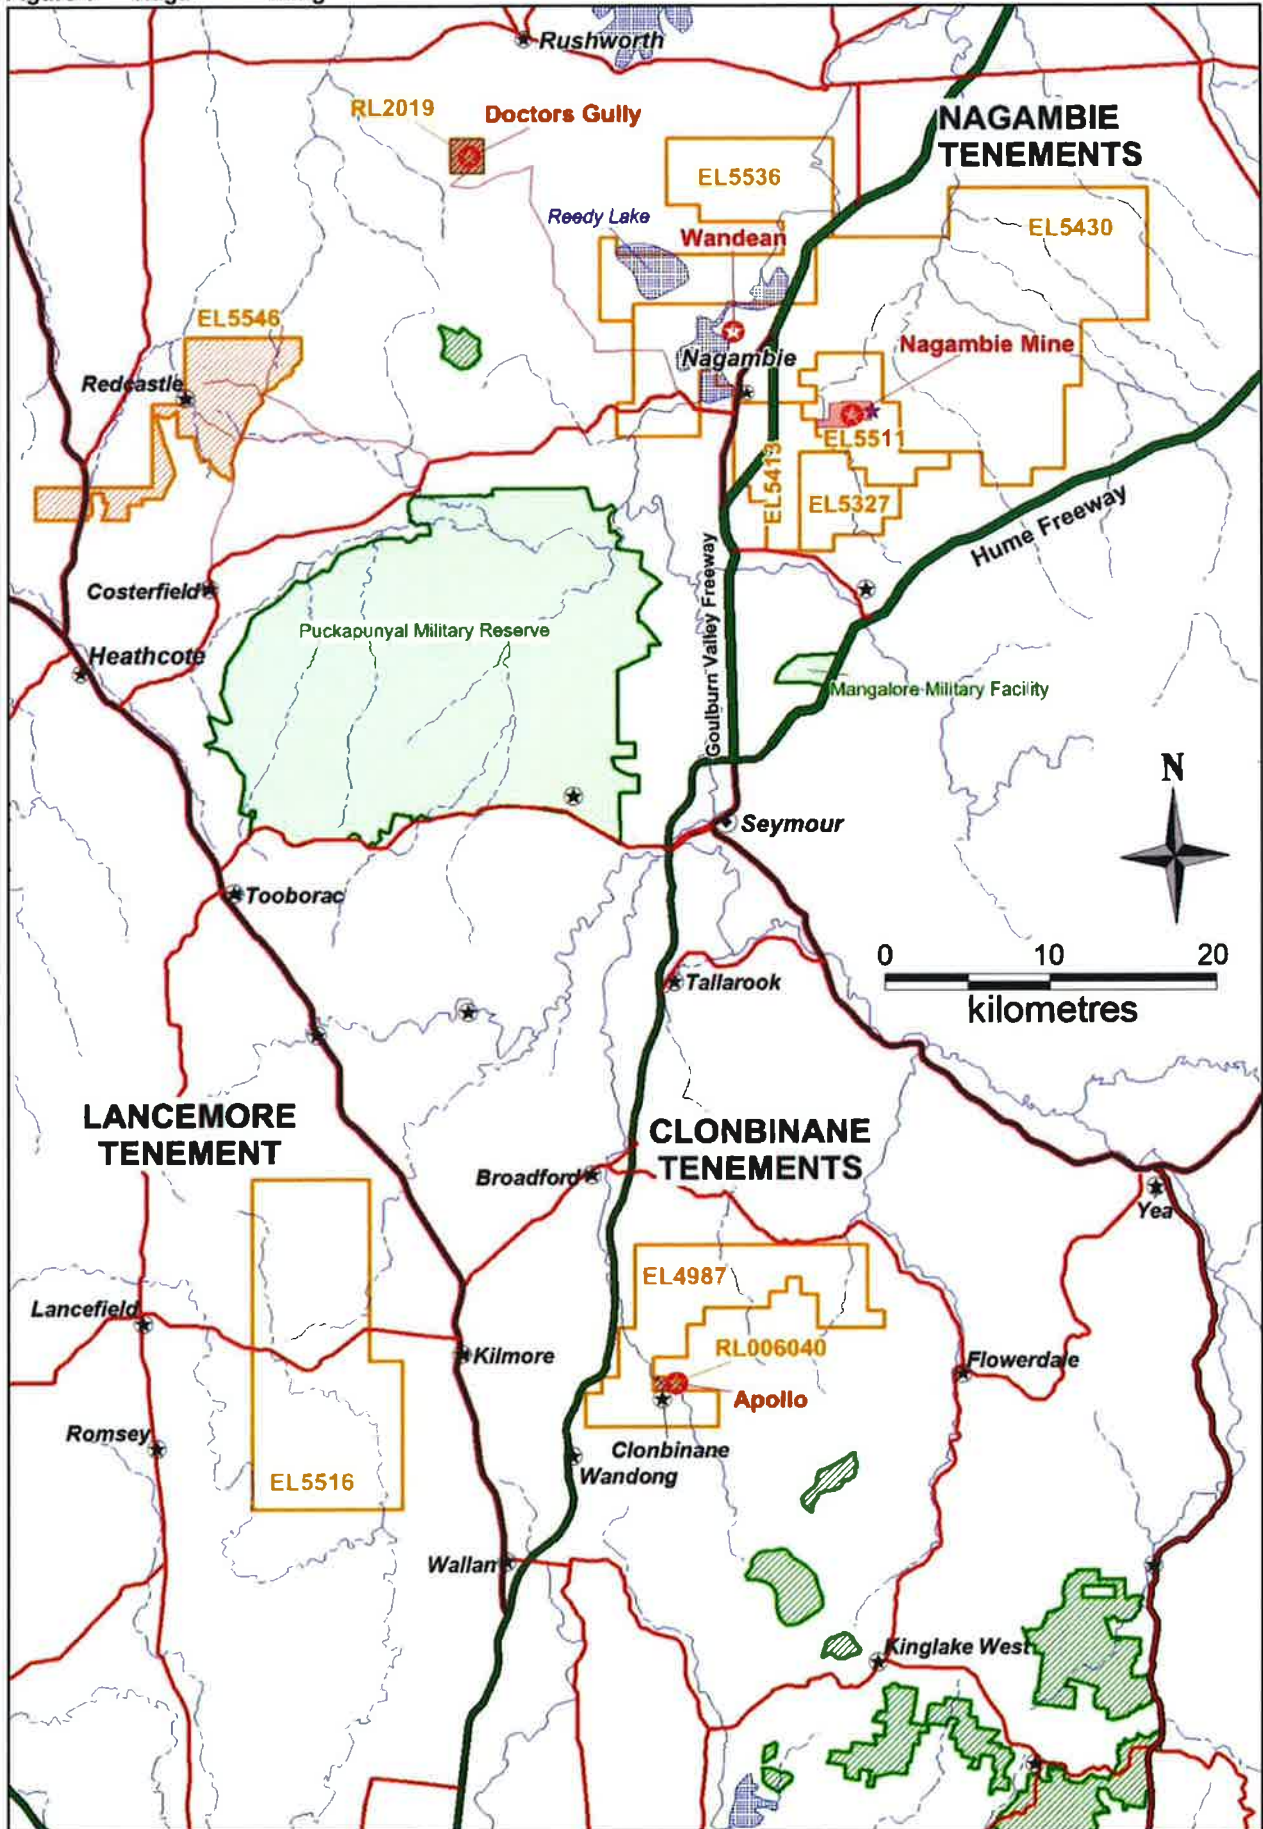 Rushworth
RL2019
Doctors Gully
NAGAMBIE
TENEMENTS
EL5536
Reedy Lake
Wandean
EL5430
EL5546
Nagambie Mine
Nagambie
Redcastle
EL5511
EL5413
EL5327
Hume Freeway
Goulburn Valley Freeway
Costerfield
Puckapunyal Military Reserve
Heathcote
Mangalore Military Facility
N
Seymour
Tooborac
0 10 20
kilometres
Tallarook
LANCEMORE
TENEMENT
CLONBINANE
TENEMENTS
Broadford
Yea
EL4987
Lancefield
RL006040
Kilmore
Flowerdale
Apollo
Romsey
Clonbinane
Wandong
EL5516
Wallan
Kinglake West